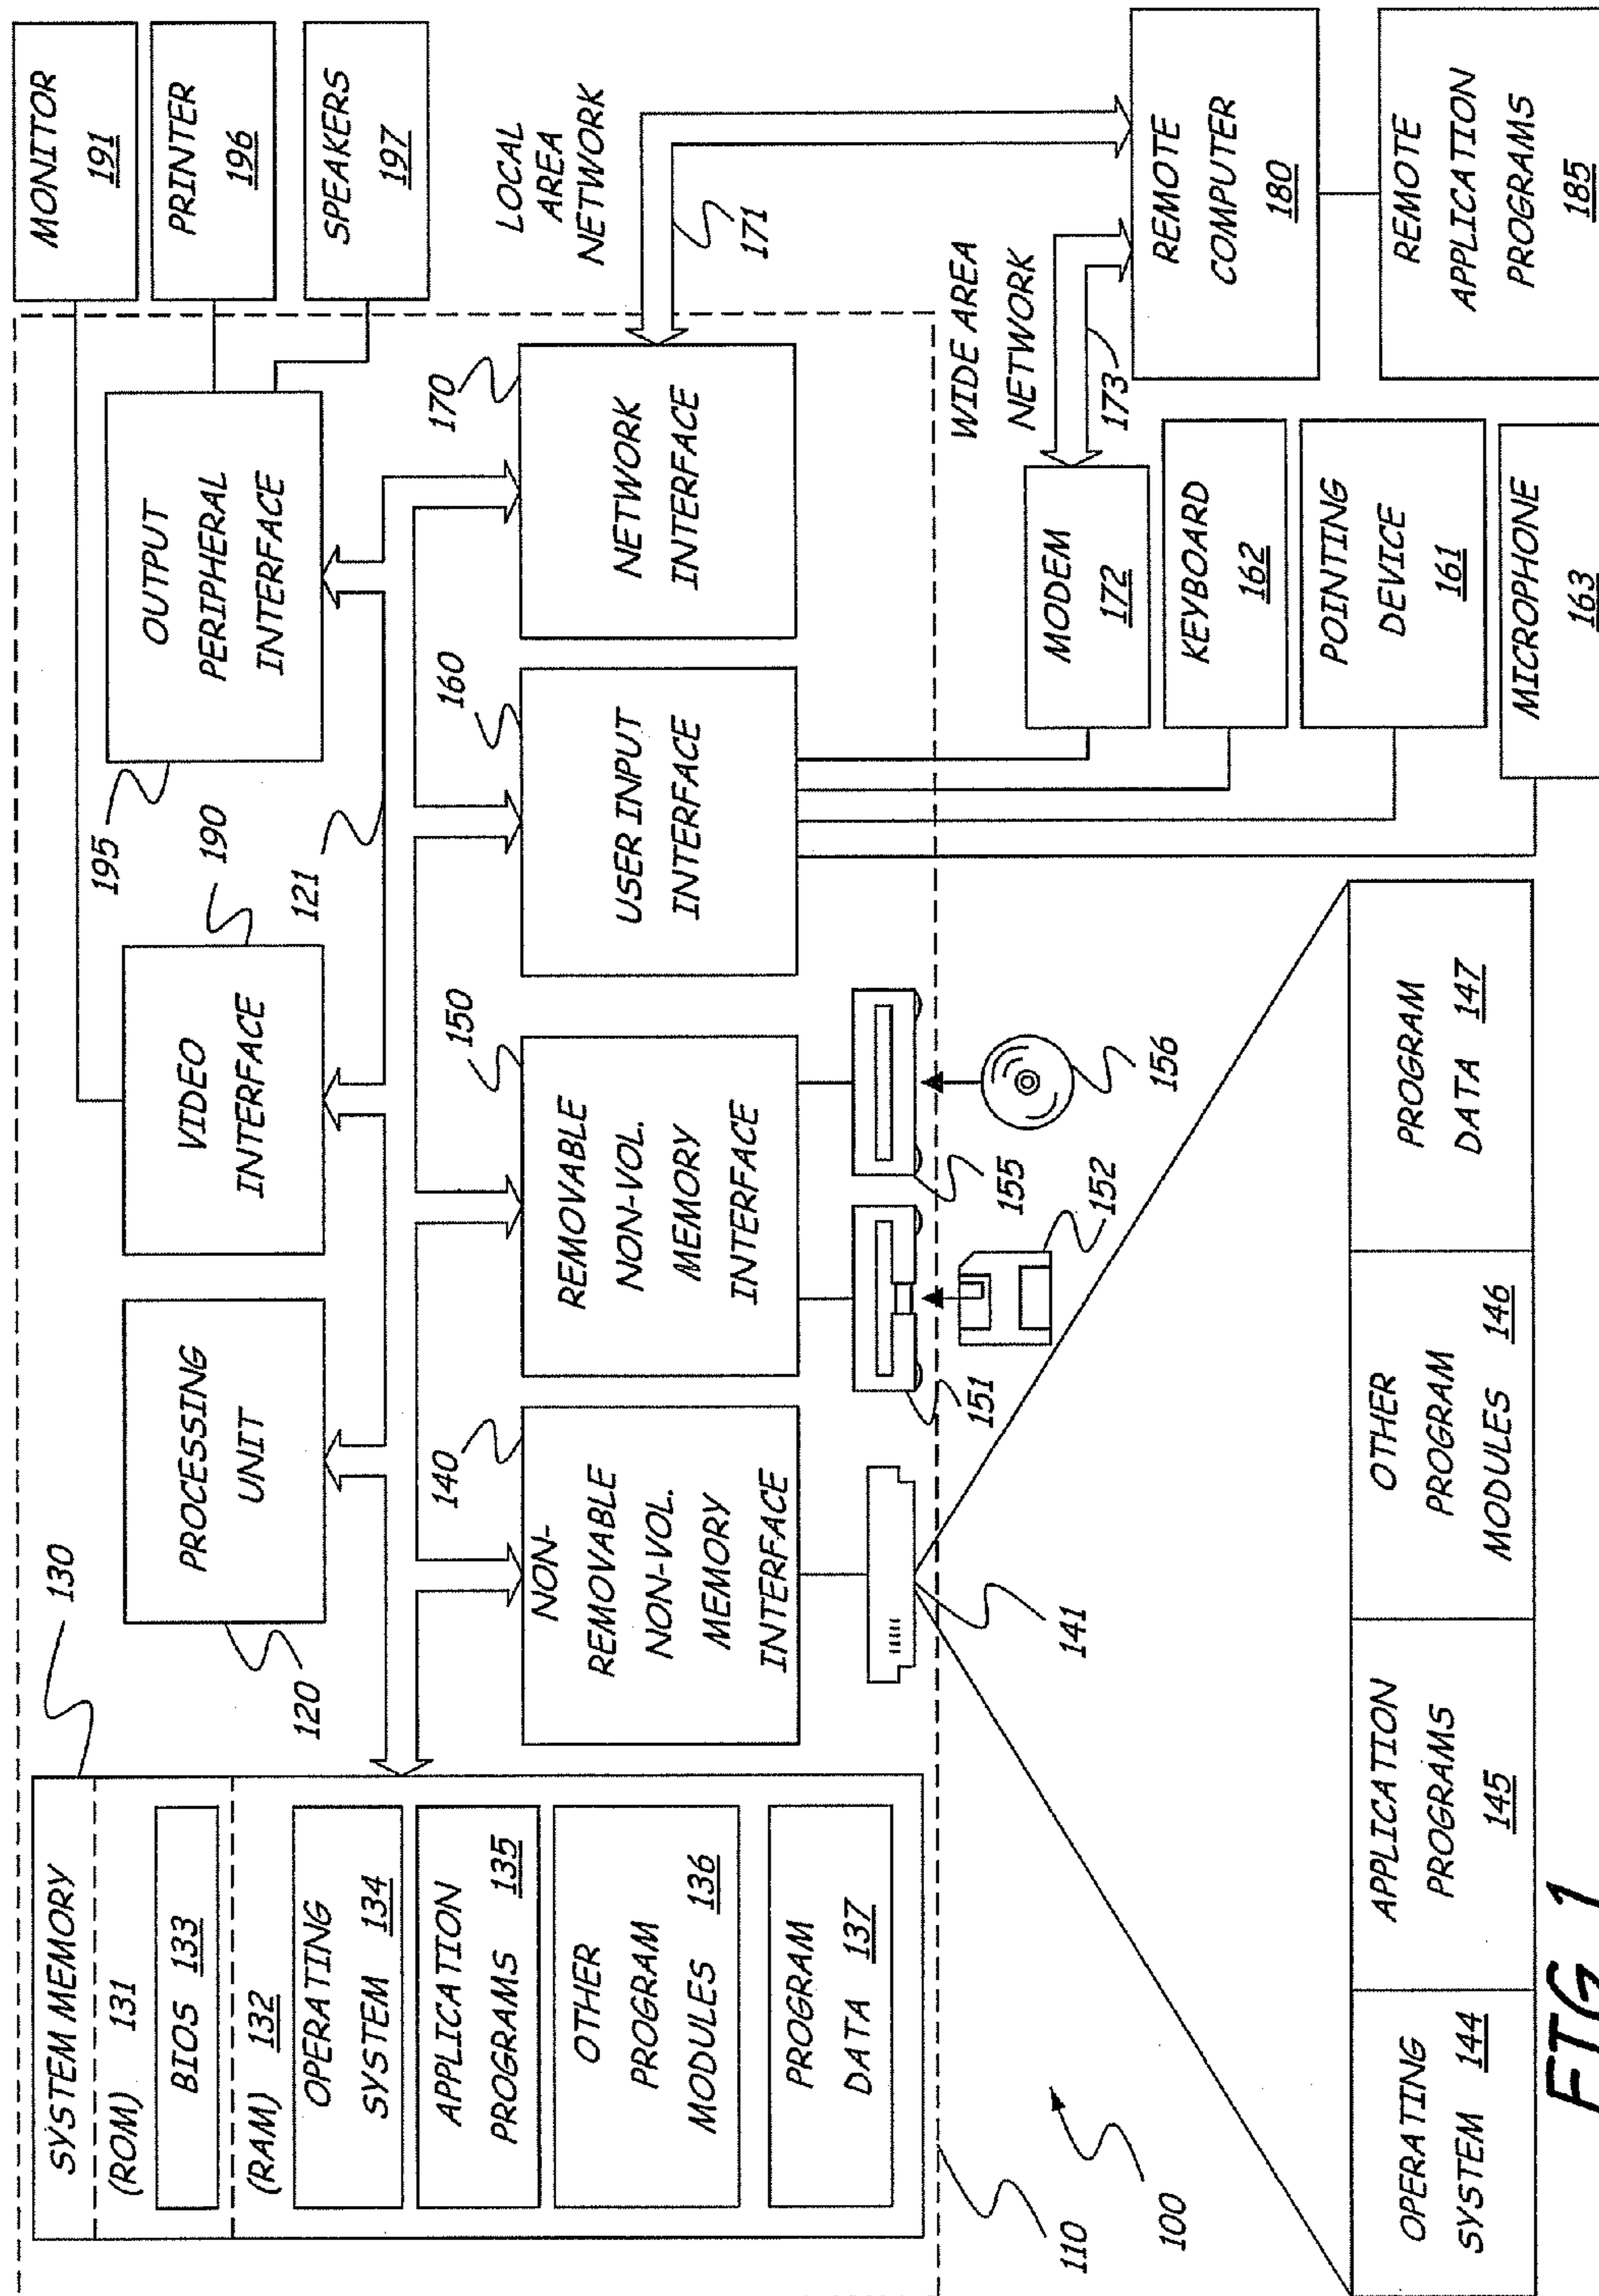 SYSTEM MEMORY
(ROM) 131
BIOS 133
(RAM) 132
OPERATING
SYSTEM 134
APPLICATION
PROGRAMS 135
OTHER
PROGRAM
MODULES 136
PROGRAM
DATA 137
130
PROCESSING
UNIT
120
VIDEO
INTERFACE
190
121
OUTPUT
PERIPHERAL
INTERFACE
195
MONITOR
191
PRINTER
196
SPEAKERS
197
140
NON-
REMOVABLE
NON-VOL.
MEMORY
INTERFACE
150
REMOVABLE
NON-VOL.
MEMORY
INTERFACE
160
USER INPUT
INTERFACE
170
NETWORK
INTERFACE
LOCAL
AREA
NETWORK
171
141
151
152
155
156
WIDE AREA
NETWORK
173
MODEM
172
KEYBOARD
162
POINTING
DEVICE
161
MICROPHONE
163
REMOTE
COMPUTER
180
REMOTE
APPLICATION
PROGRAMS
185
110
100
OPERATING
SYSTEM 144
APPLICATION
PROGRAMS
145
OTHER
PROGRAM
MODULES 146
PROGRAM
DATA 147
FIG 1